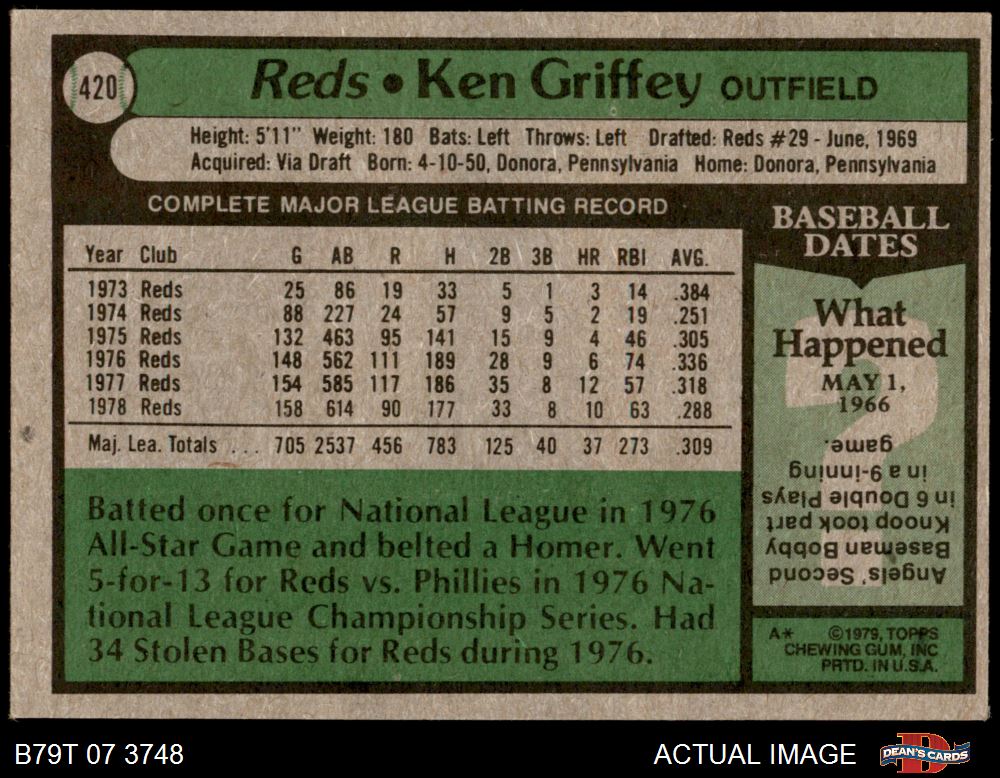 420
Reds • Ken Griffey OUTFIELD
Height: 5'11" Weight: 180 Bats: Left Throws: Left Drafted: Reds #29 - June, 1969
Acquired: Via Draft Born: 4-10-50, Donora, Pennsylvania Home: Donora, Pennsylvania
COMPLETE MAJOR LEAGUE BATTING RECORD
Year Club G AB R H 2B 3B HR RBI AVG.
1973 Reds 25 86 19 33 5 1 3 14 .384
1974 Reds 88 227 24 57 9 5 2 19 .251
1975 Reds 132 463 95 141 15 9 4 46 .305
1976 Reds 148 562 111 189 28 9 6 74 .336
1977 Reds 154 585 117 186 35 8 12 57 .318
1978 Reds 158 614 90 177 33 8 10 63 .288
Maj. Lea. Totals ... 705 2537 456 783 125 40 37 273 .309
Batted once for National League in 1976
All-Star Game and belted a Homer. Went
5-for-13 for Reds vs. Phillies in 1976 Na-
tional League Championship Series. Had
34 Stolen Bases for Reds during 1976.
BASEBALL
DATES
What
Happened
MAY 1,
1966
Angels' Second
Baseman Bobby
Knoop took part
in 6 Double Plays
in a 9-inning
game.
A* ©1979, TOPPS
CHEWING GUM, INC
PRTD. IN U.S.A.
B79T 07 3748
ACTUAL IMAGE
DEAN'S CARDS